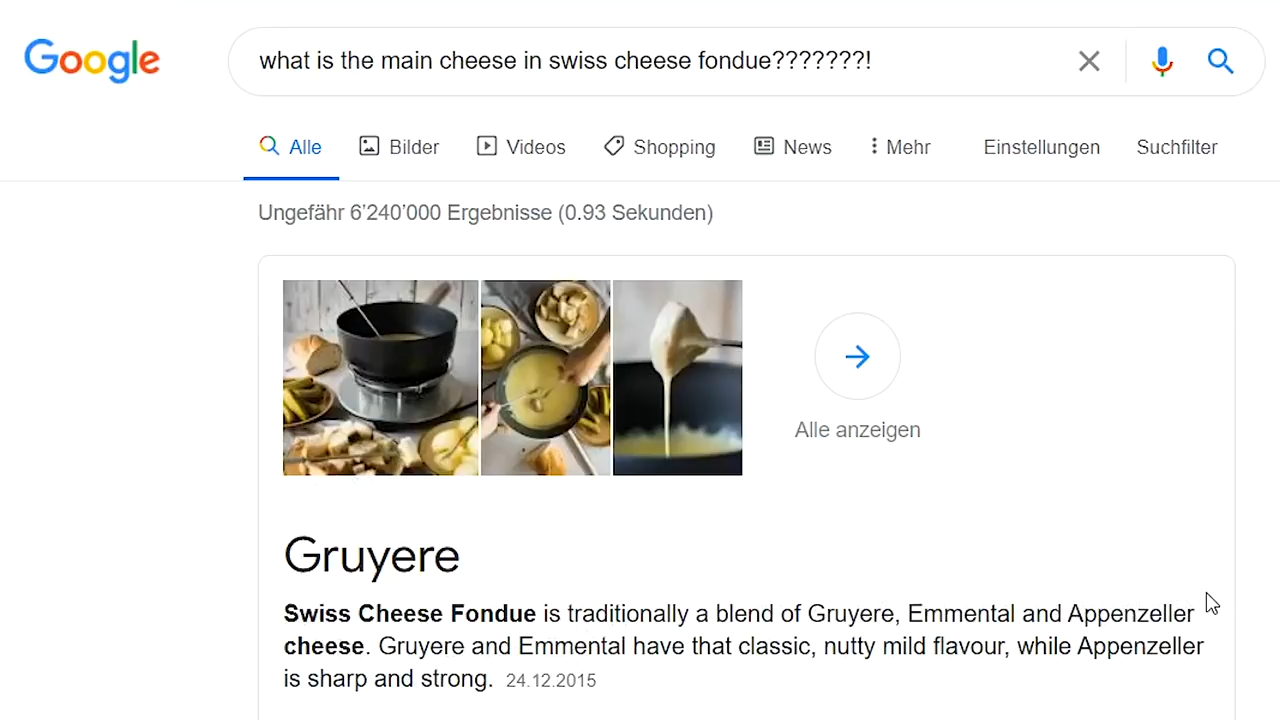 Google
what is the main cheese in swiss cheese fondue???????!
Alle Bilder Videos Shopping News Mehr Einstellungen Suchfilter
Ungefähr 6’240’000 Ergebnisse (0.93 Sekunden)
Alle anzeigen
Gruyere
Swiss Cheese Fondue is traditionally a blend of Gruyere, Emmental and Appenzeller
cheese. Gruyere and Emmental have that classic, nutty mild flavour, while Appenzeller
is sharp and strong. 24.12.2015